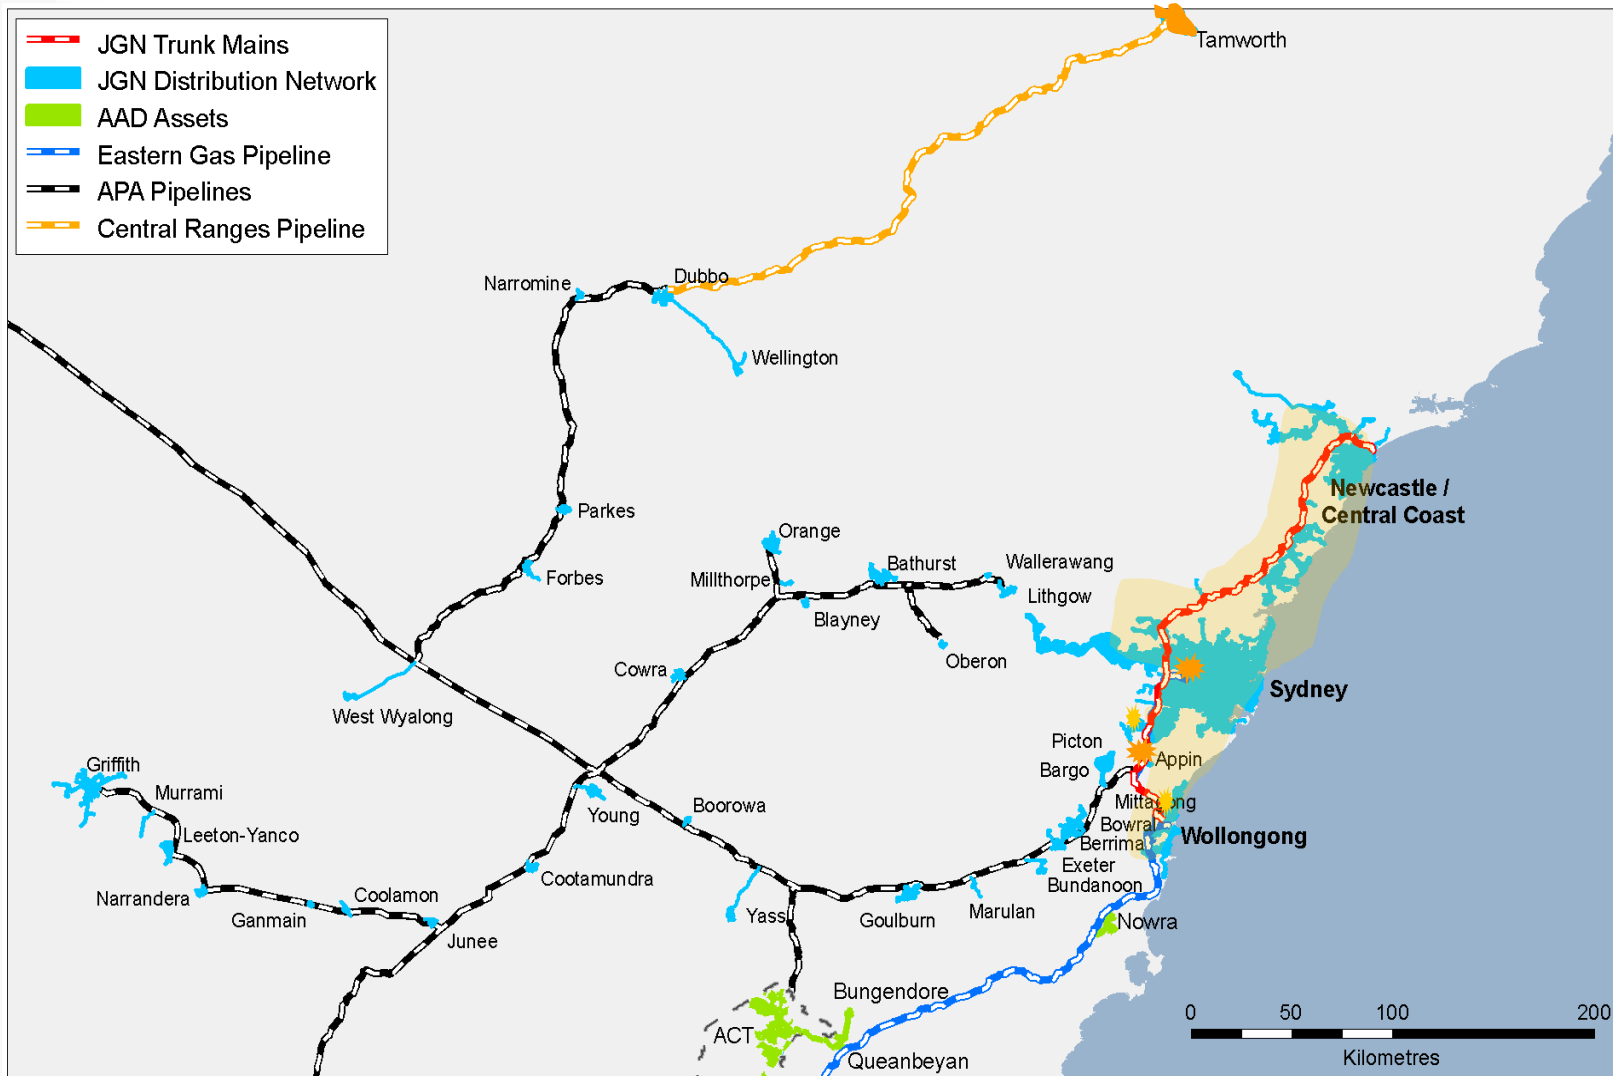 JGN Trunk Mains
JGN Distribution Network
AAD Assets
Eastern Gas Pipeline
APA Pipelines
Central Ranges Pipeline
Tamworth
Dubbo
Narromine
Wellington
Newcastle /
Central Coast
Parkes
Orange
Forbes
Millthorpe
Bathurst
Wallerawang
Lithgow
Blayney
Oberon
Cowra
Sydney
West Wyalong
Picton
Bargo
Appin
Griffith
Murrami
Mittagong
Boorowa
Young
Bowral
Leeton-Yanco
Berrima
Wollongong
Exeter
Cootamundra
Bundanoon
Narrandera
Coolamon
Ganmain
Yass
Goulburn
Marulan
Nowra
Junee
Bungendore
ACT
Queanbeyan
0 50 100 200
Kilometres